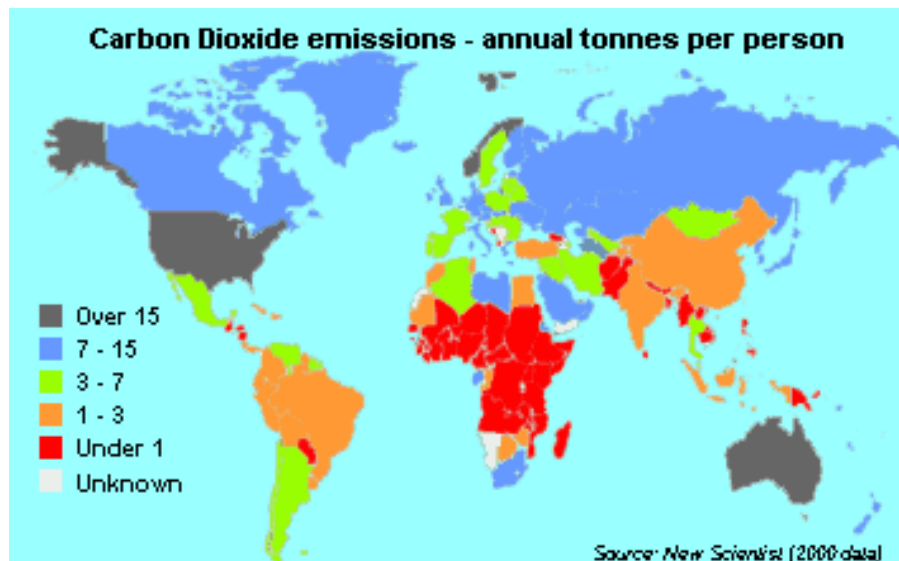 Carbon Dioxide emissions - annual tonnes per person
Over 15
7 - 15
3 - 7
1 - 3
Under 1
Unknown
Source: New Scientist (2000 data)